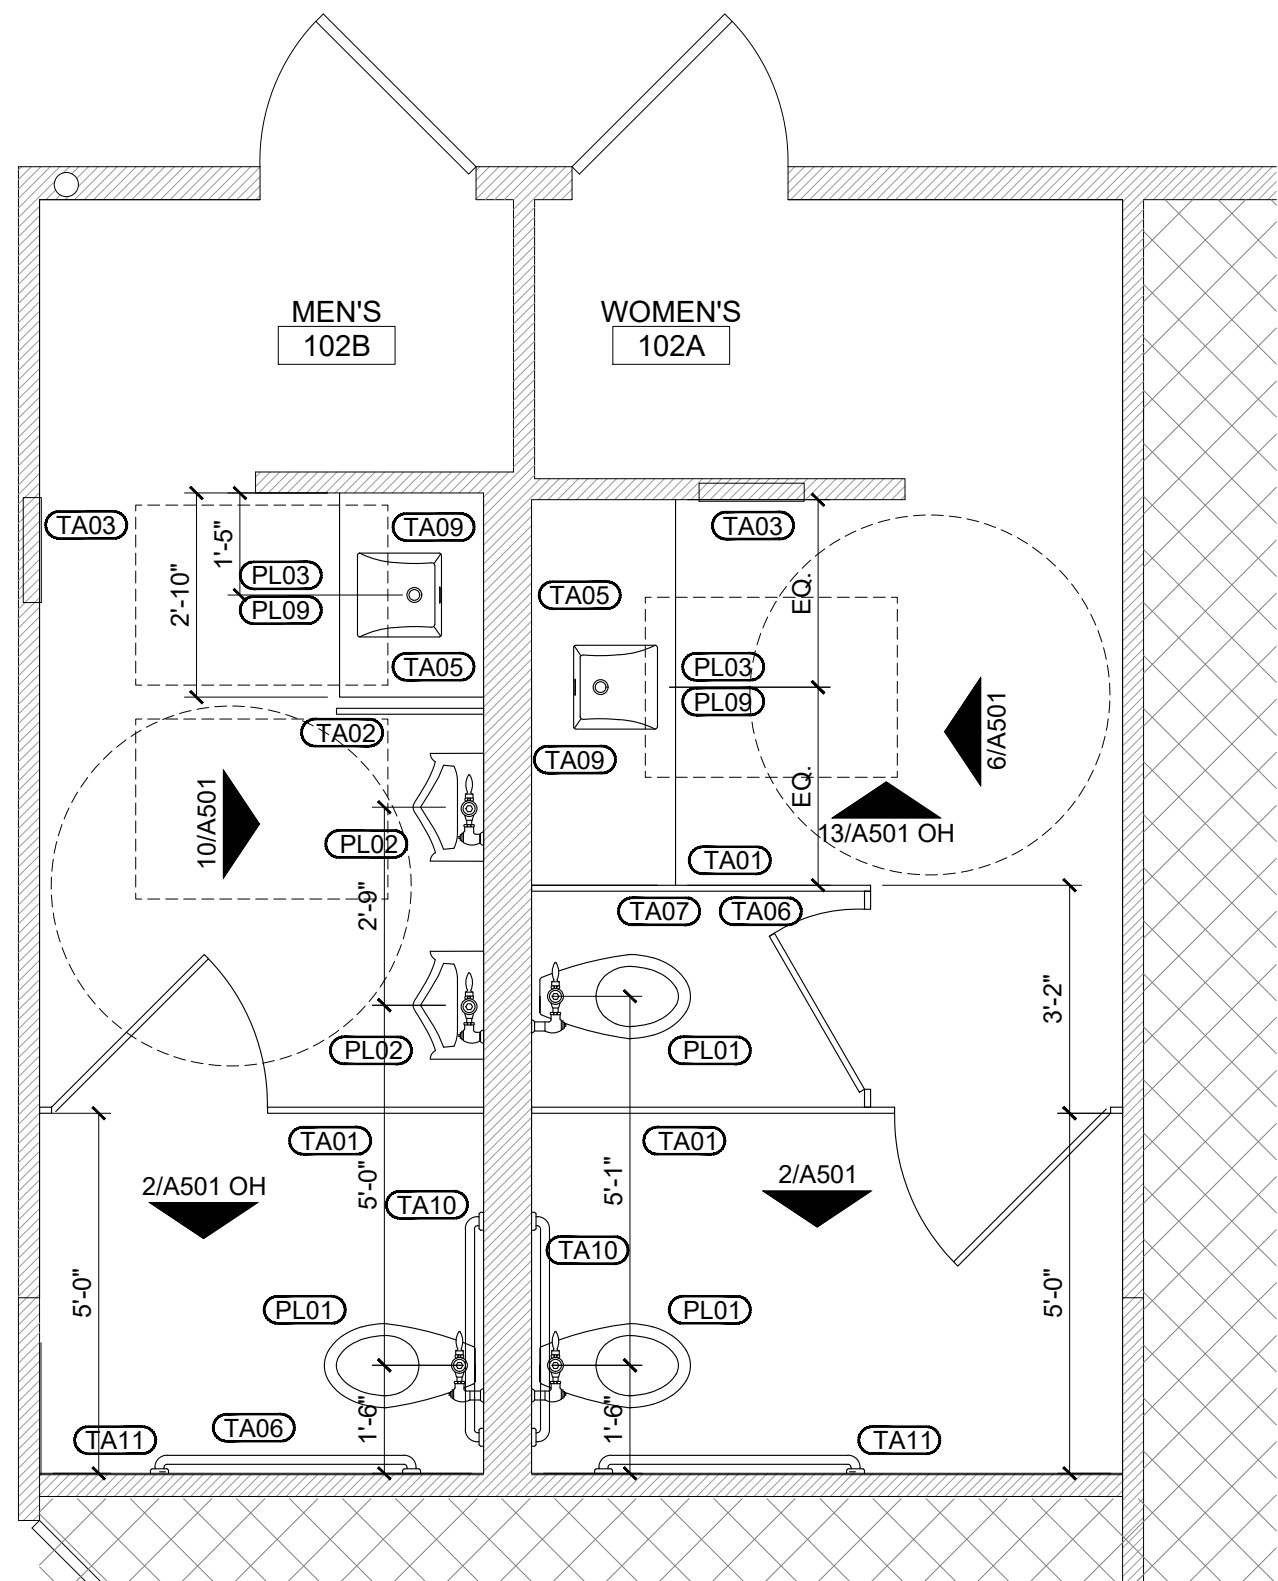 MEN'S
102B
WOMEN'S
102A
TA03
TA09
TA03
1'-5"
PL03
2'-10"
PL09
EQ.
TA05
TA05
PL03
PL09
TA02
6/A501
TA09
EQ.
10/A501
PL02
13/A501 OH
TA01
2'-9"
TA07
TA06
3'-2"
PL02
PL01
TA01
TA01
2/A501 OH
5'-0"
5'-1"
2/A501
TA10
TA10
5'-0"
PL01
PL01
5'-0"
TA11
TA06
1'-6"
1'-6"
TA11